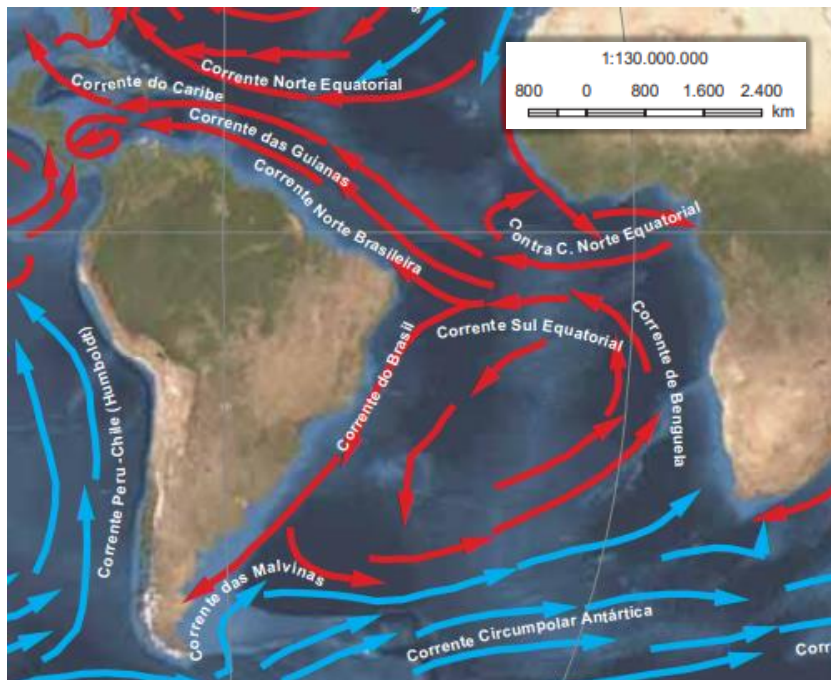 1:130.000.000
800 0 800 1.600 2.400
km
Corrente Norte Equatorial
Corrente do Caribe
Corrente das Guianas
Corrente Norte Brasileira
Contra C. Norte Equatorial
Corrente Sul Equatorial
Corrente do Brasil
Corrente de Benguela
Corrente Peru -Chile (Humboldt)
Corrente das Malvinas
Corrente Circumpolar Antártica
Corr